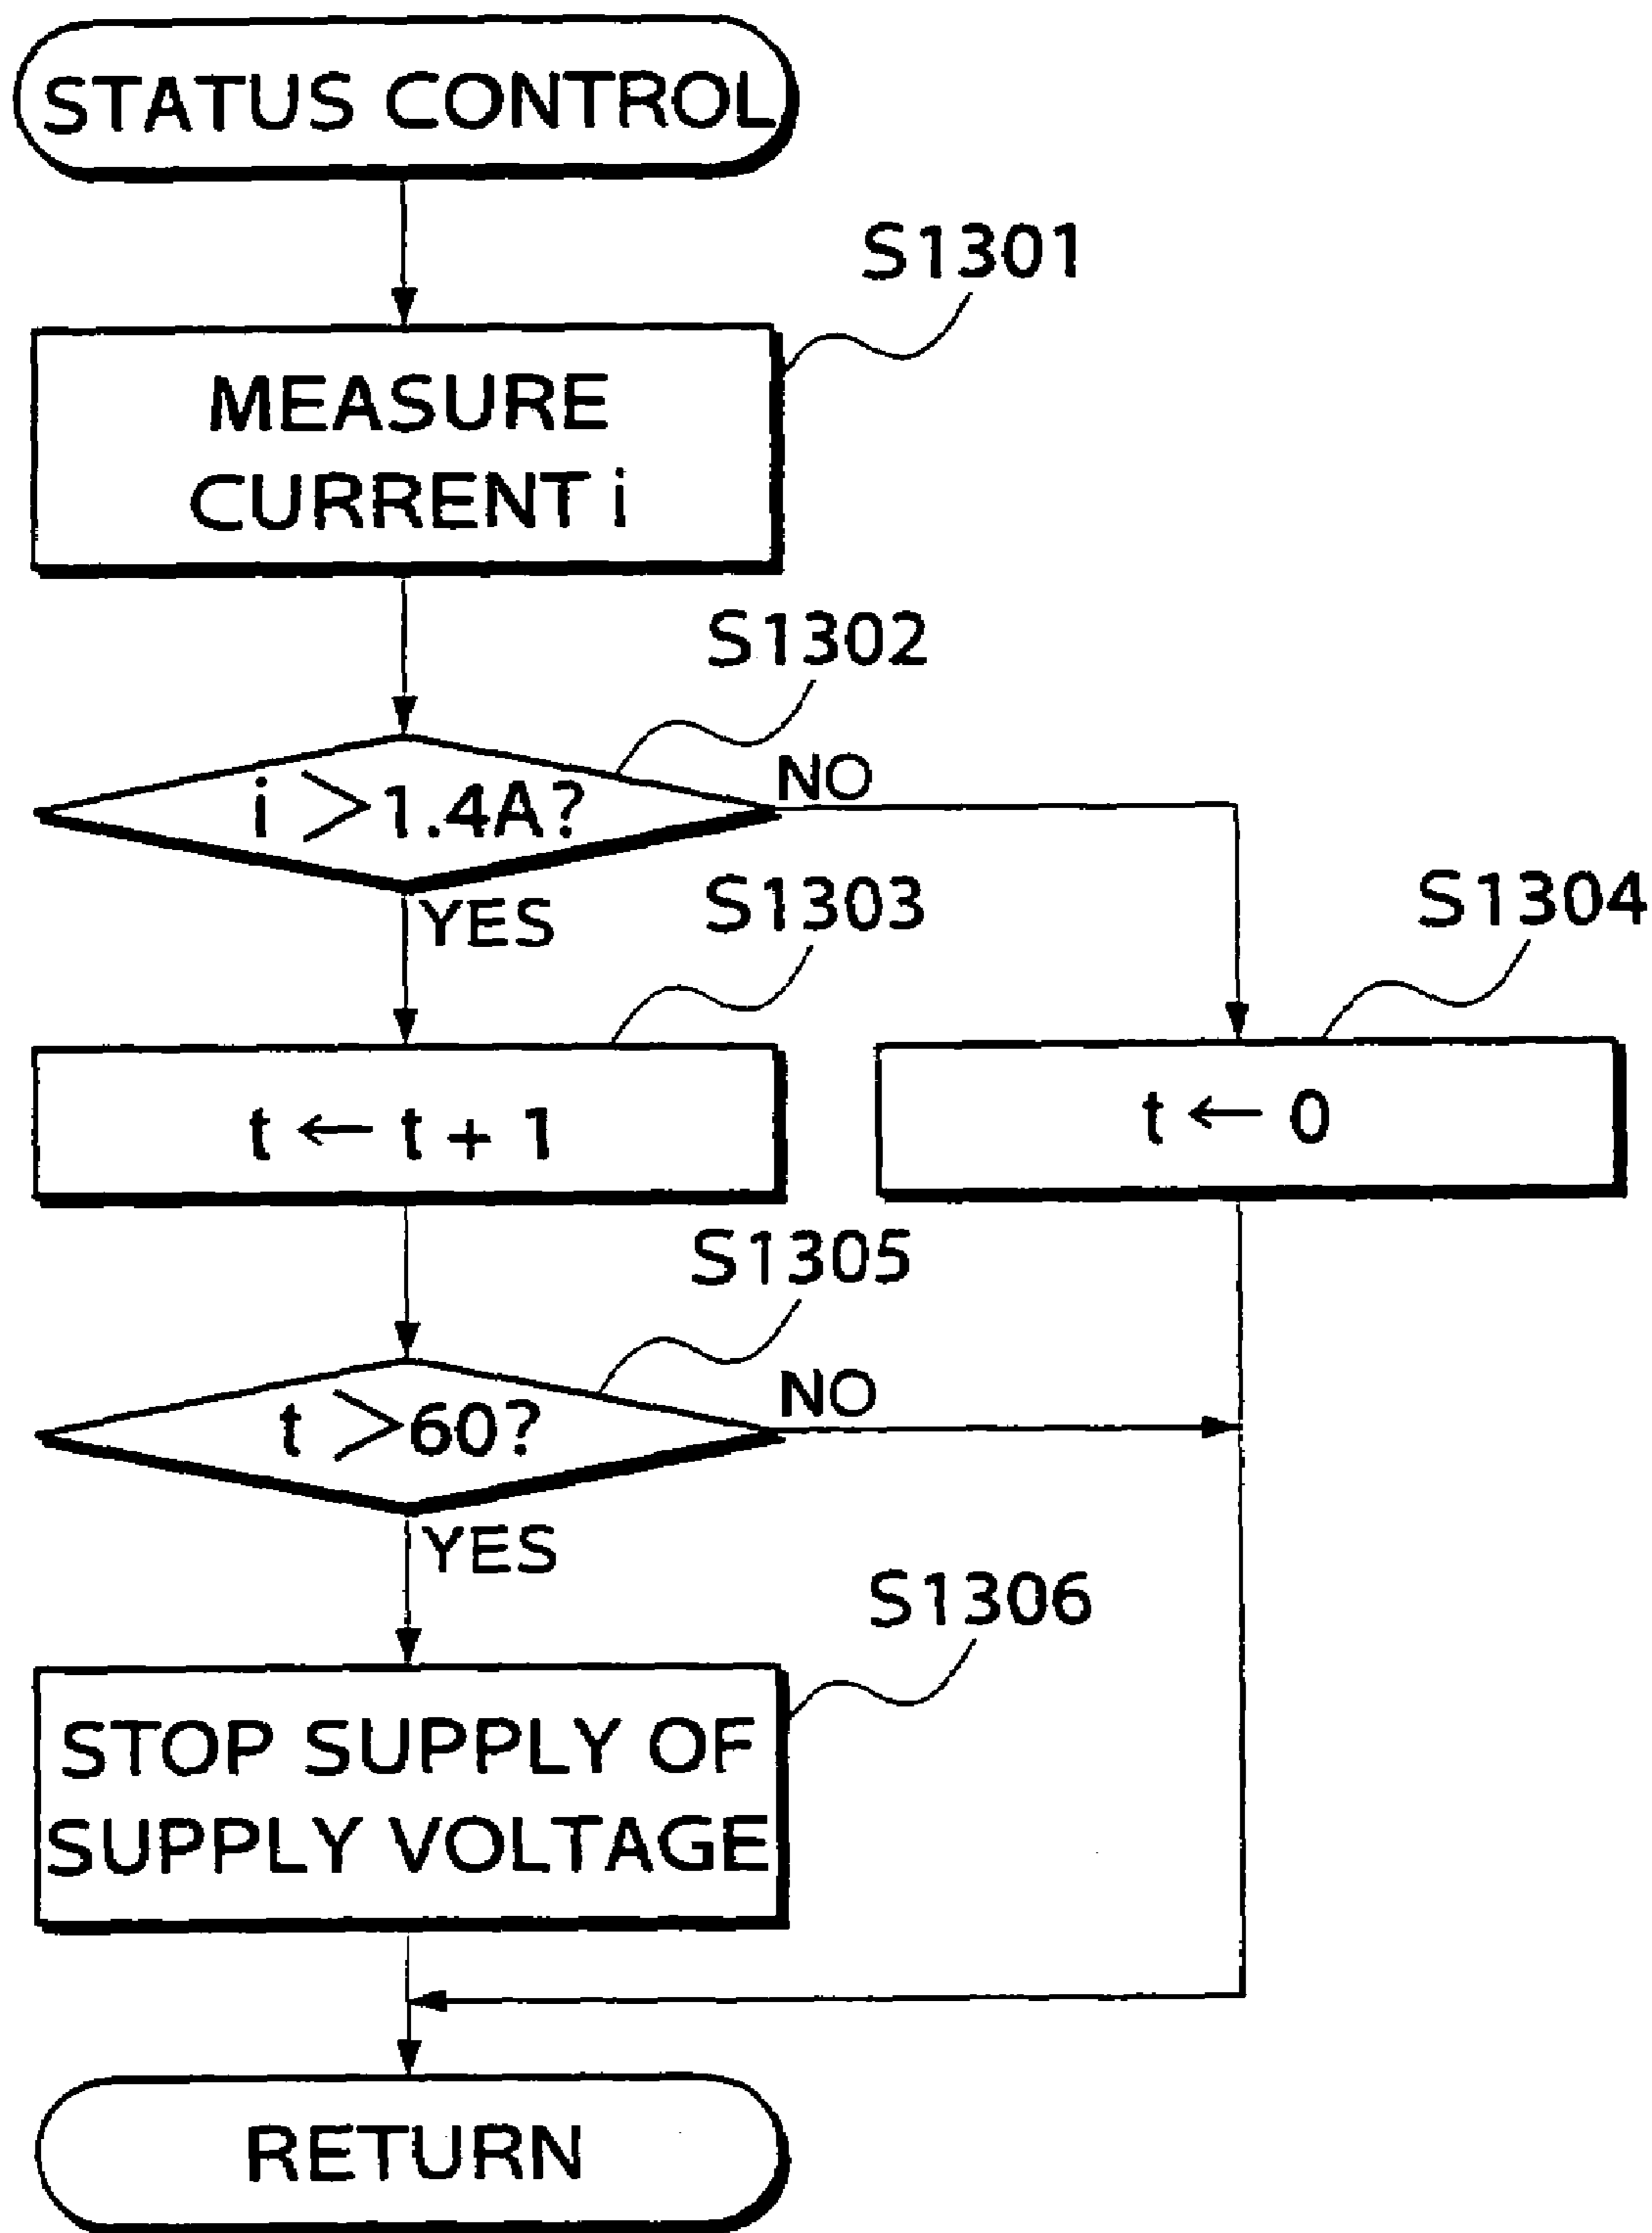 STATUS CONTROL
S1301
MEASURE
CURRENT i
S1302
i >1.4A?
NO
YES
S1303
S1304
t ← t + 1
t ← 0
S1305
t >60?
NO
YES
S1306
STOP SUPPLY OF
SUPPLY VOLTAGE
RETURN